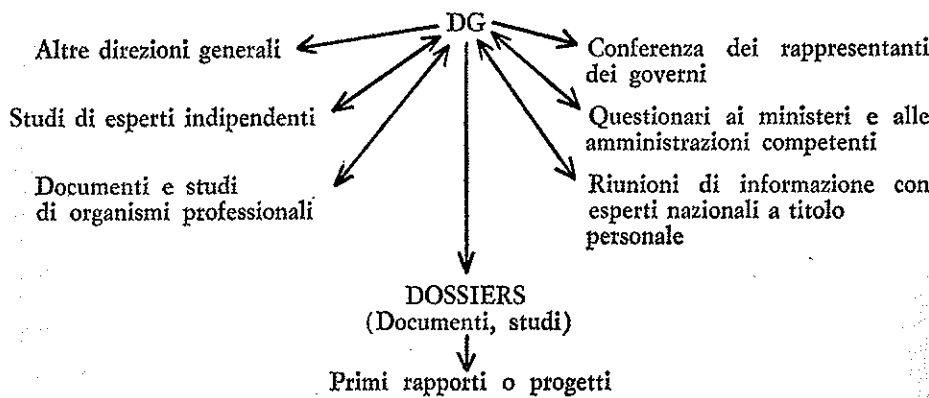 DG
Altre direzioni generali
Conferenza dei rappresentanti
dei governi
Studi di esperti indipendenti
Questionari ai ministeri e alle
amministrazioni competenti
Documenti e studi
di organismi professionali
Riunioni di informazione con
esperti nazionali a titolo
personale
DOSSIERS
(Documenti, studi)
Primi rapporti o progetti